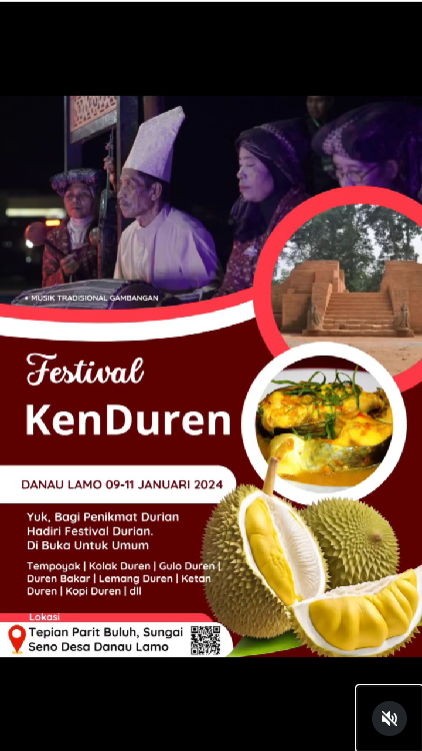 • MUSIK TRADISIONAL GAMBANGAN
Festival
KenDuren
DANAU LAMO 09-11 JANUARI 2024
Yuk, Bagi Penikmat Durian
Hadiri Festival Durian.
Di Buka Untuk Umum
Tempoyak | Kolak Duren | Gulo Duren |
Duren Bakar | Lemang Duren | Ketan
Duren | Kopi Duren | dll
Lokasi
Tepian Parit Buluh, Sungai
Seno Desa Danau Lamo